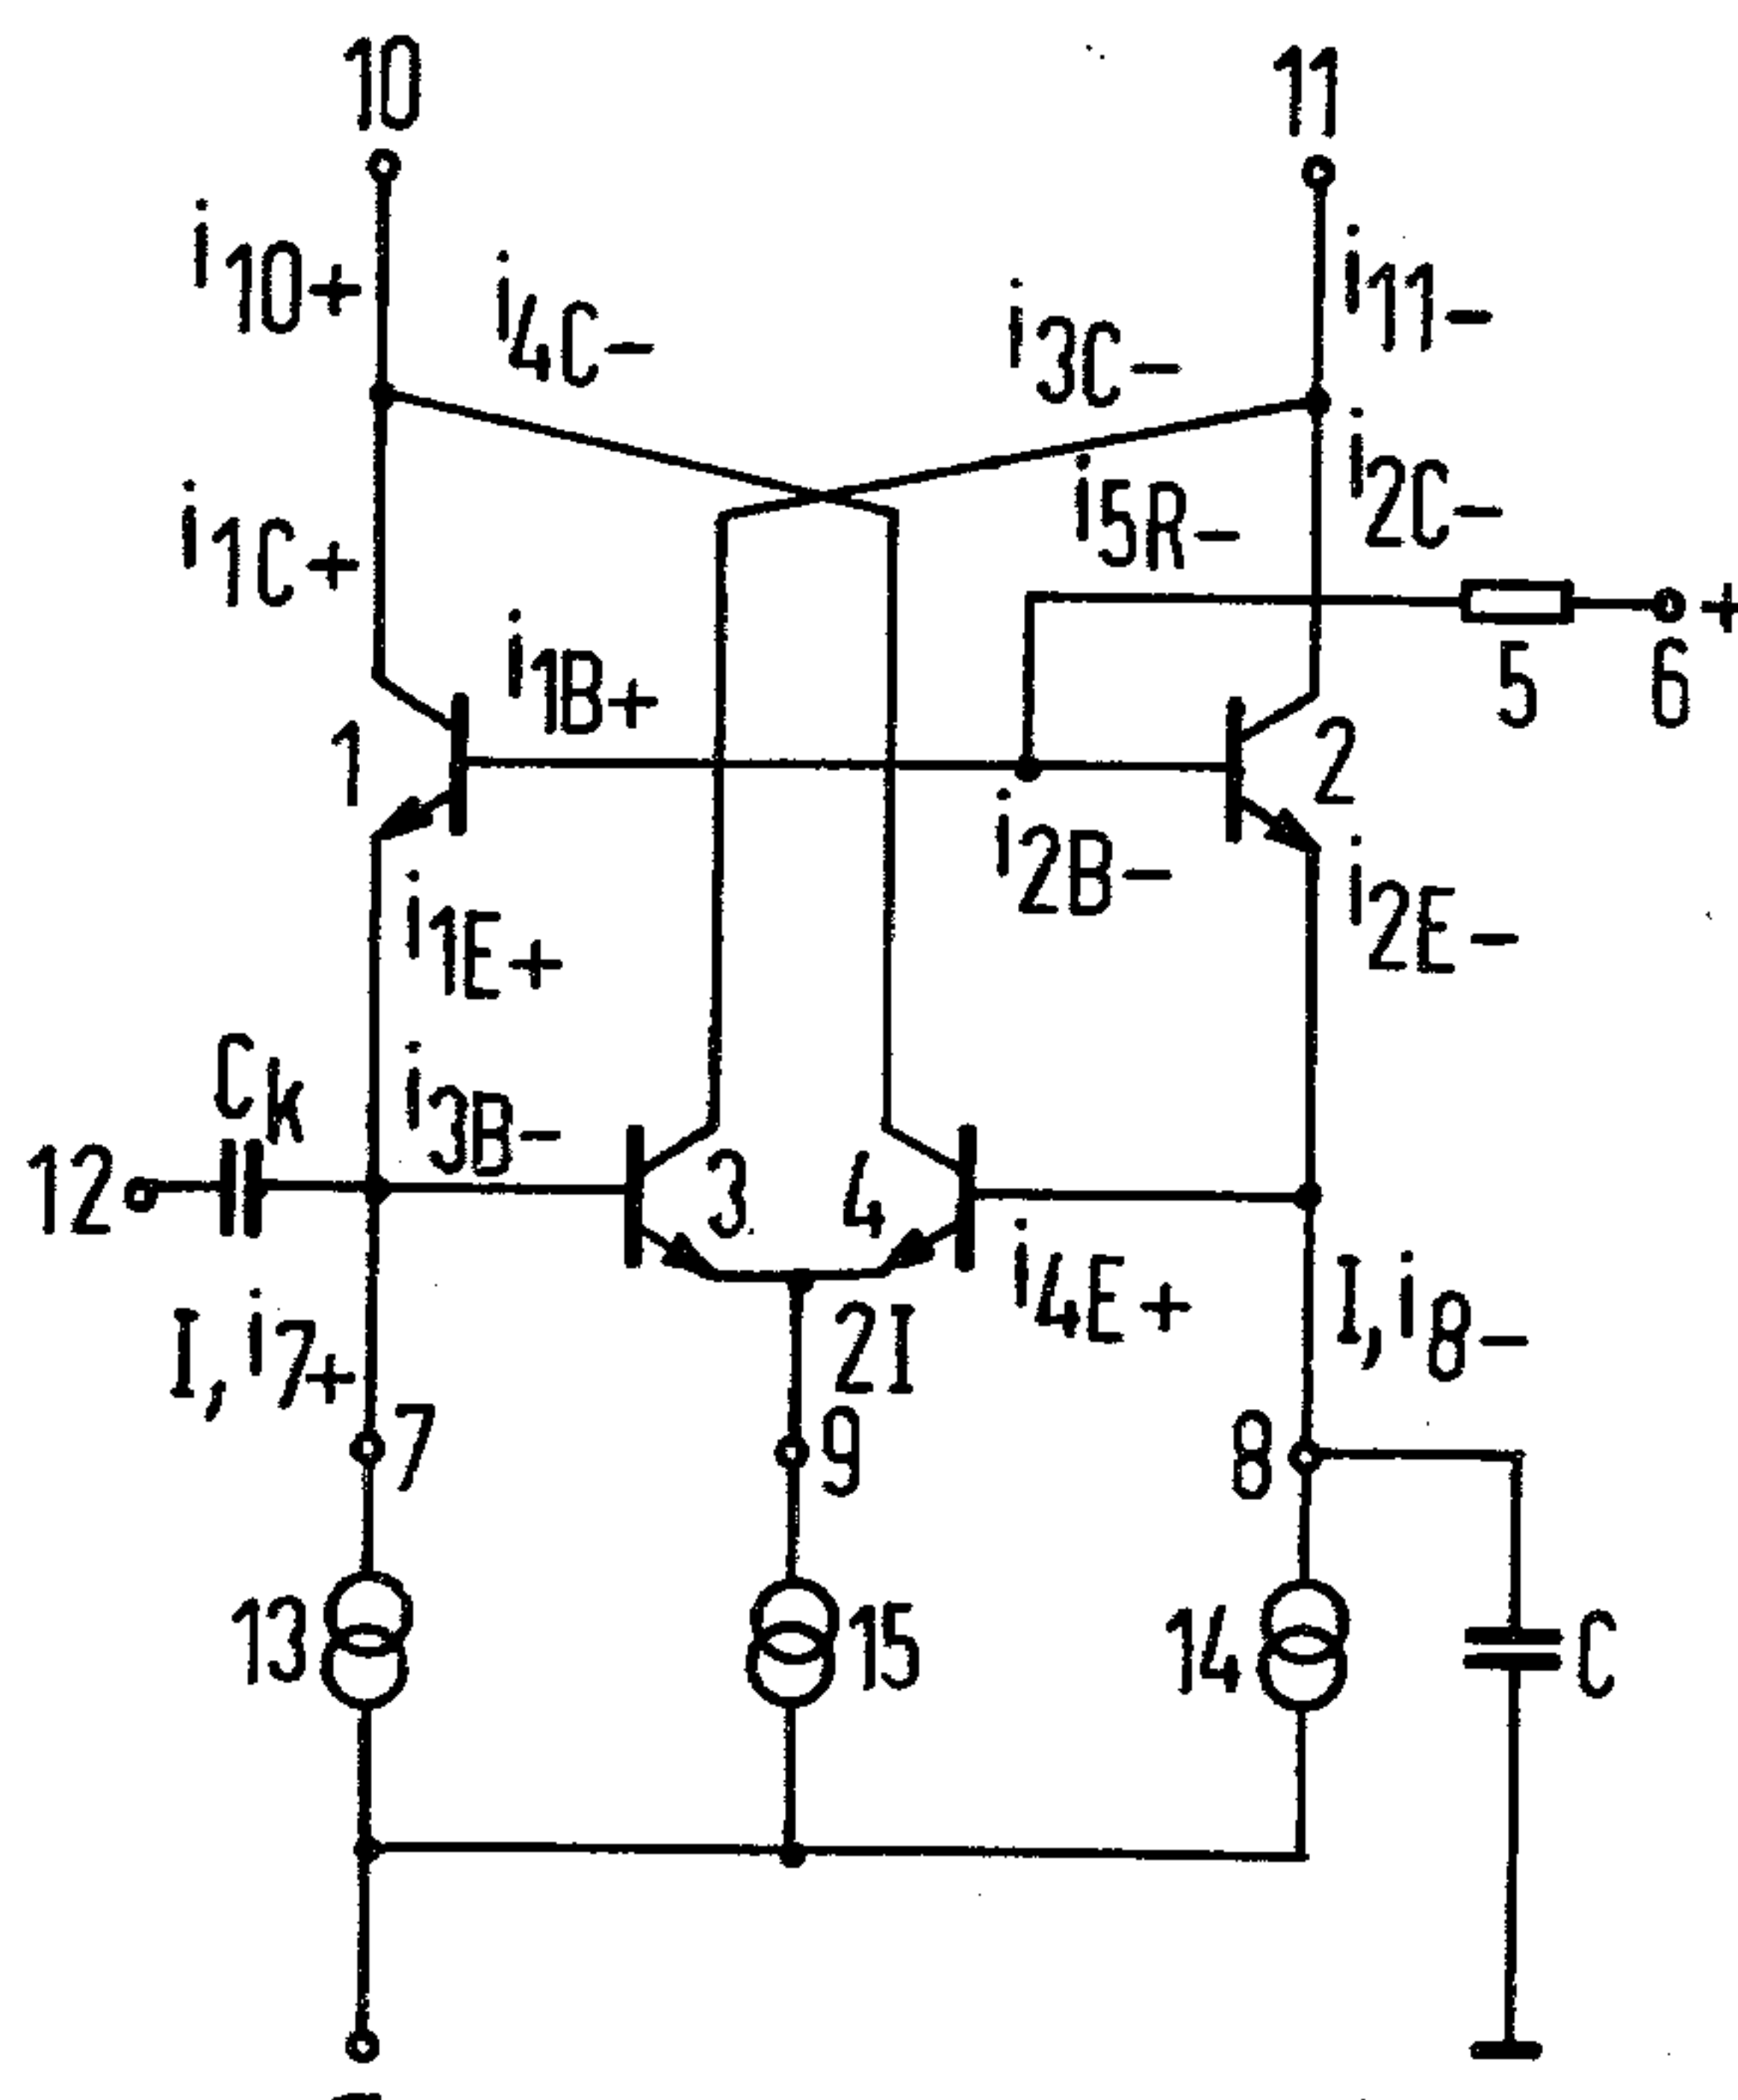 10
11
i10+
i4C-
i3C-
i11-
i1C+
i5R-
i2C-
+
5
6
i1B+
1
2
i2B-
i1E+
i2E-
Ck
i3B-
12
3
4
i4E+
I, i7+
2I
I, i8-
7
9
8
13
15
14
C